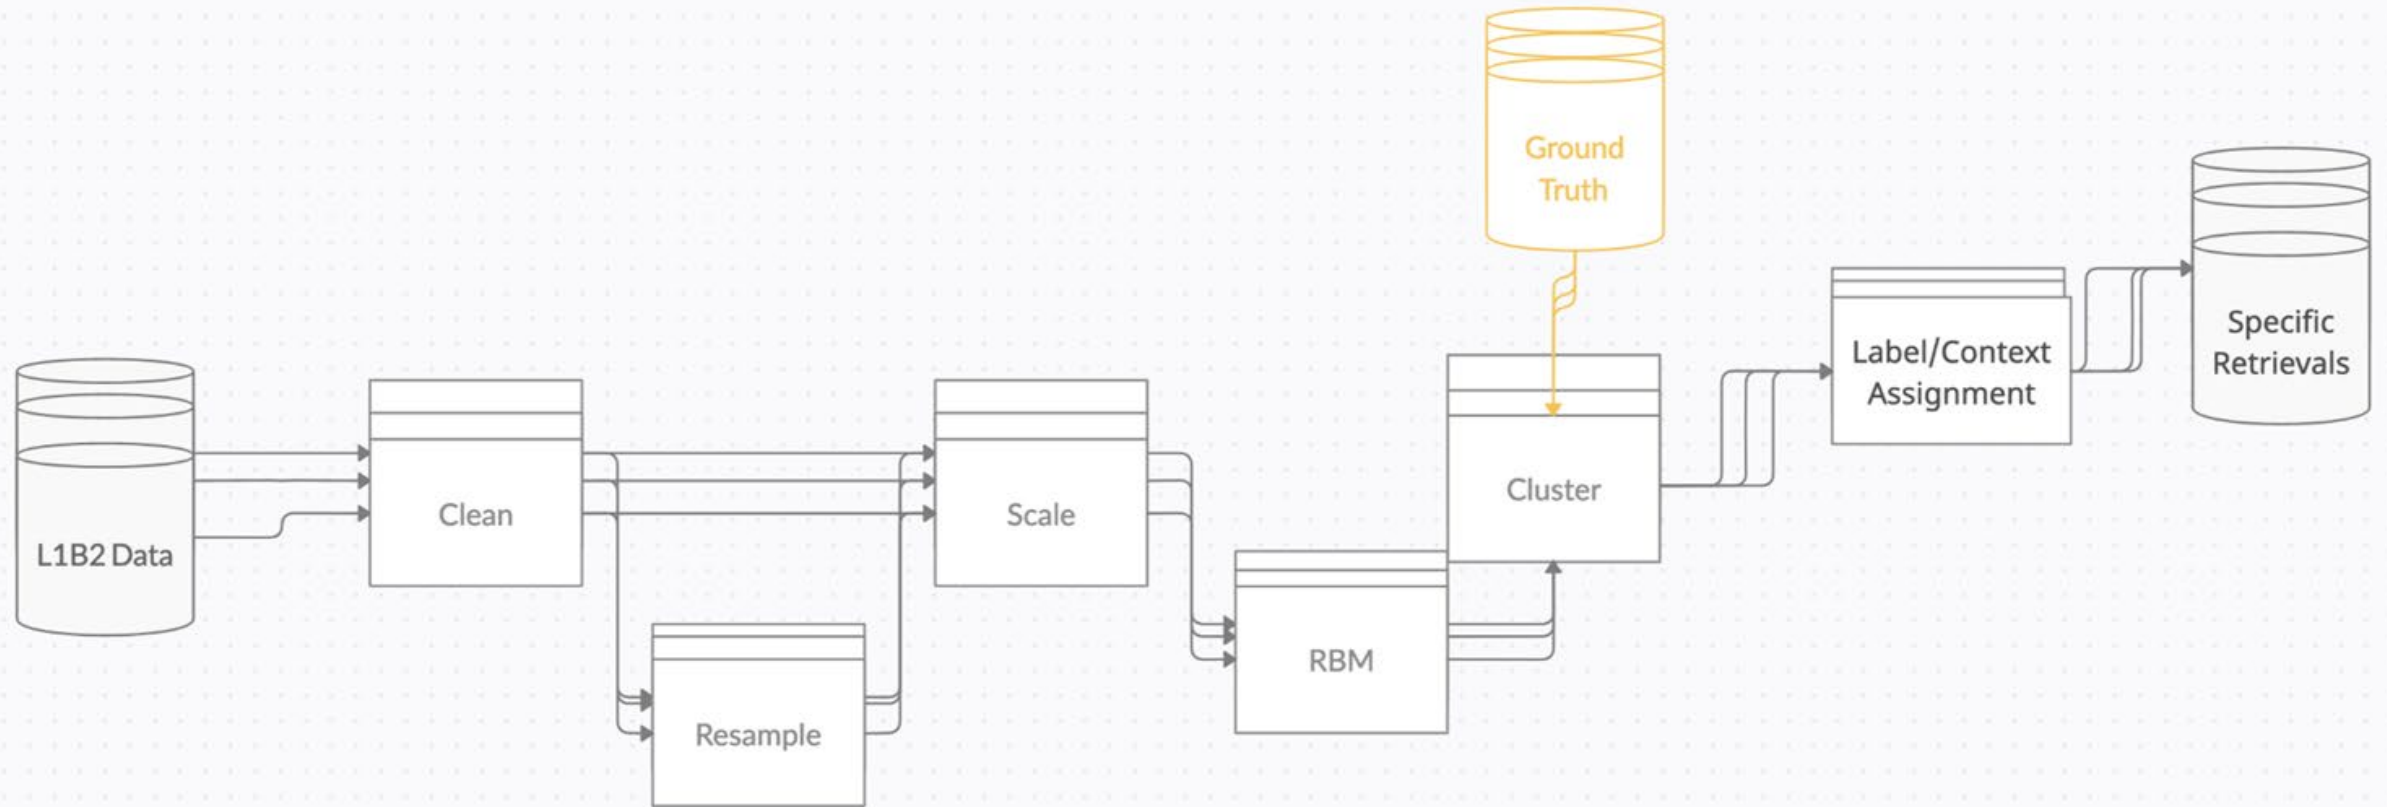 L1B2 Data
Clean
Resample
Scale
RBM
Ground
Truth
Cluster
Label/Context
Assignment
Specific
Retrievals